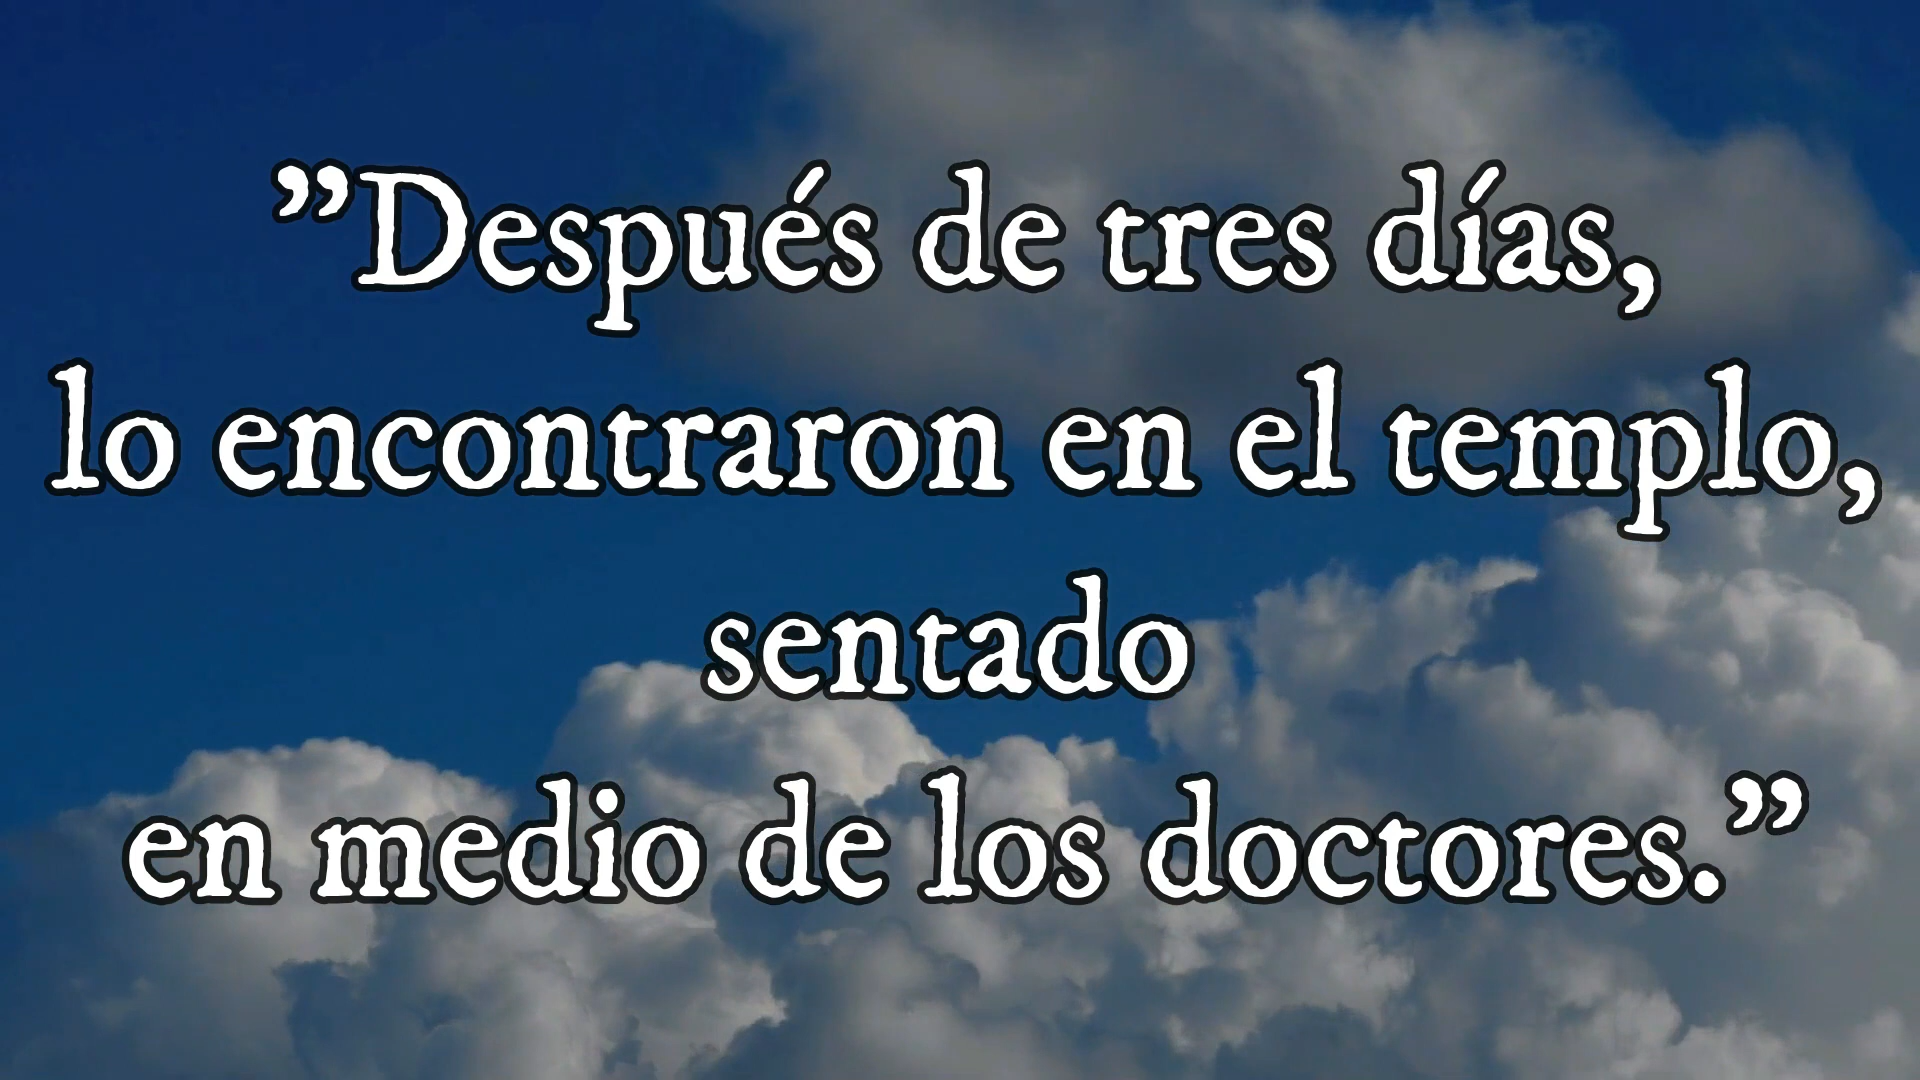 ”Después de tres días,
lo encontraron en el templo,
sentado
en medio de los doctores.”